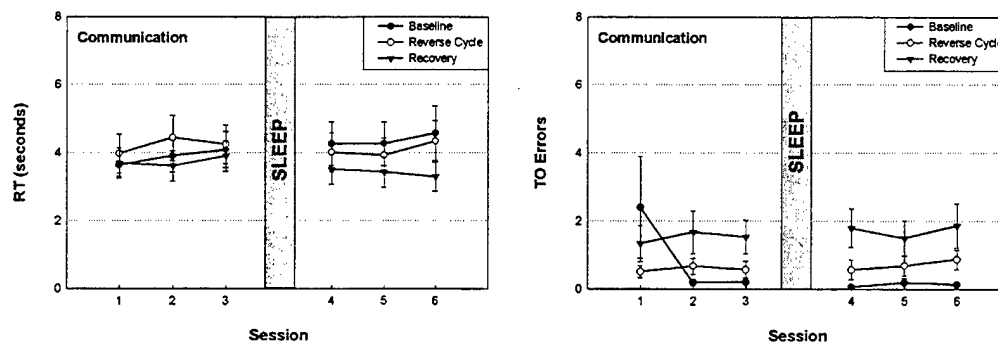 Communication
Baseline
Reverse Cycle
Recovery
RT (seconds)
8
6
4
2
0
SLEEP
1 2 3 4 5 6
Session
Communication
Baseline
Reverse Cycle
Recovery
TO Errors
8
6
4
2
0
SLEEP
1 2 3 4 5 6
Session